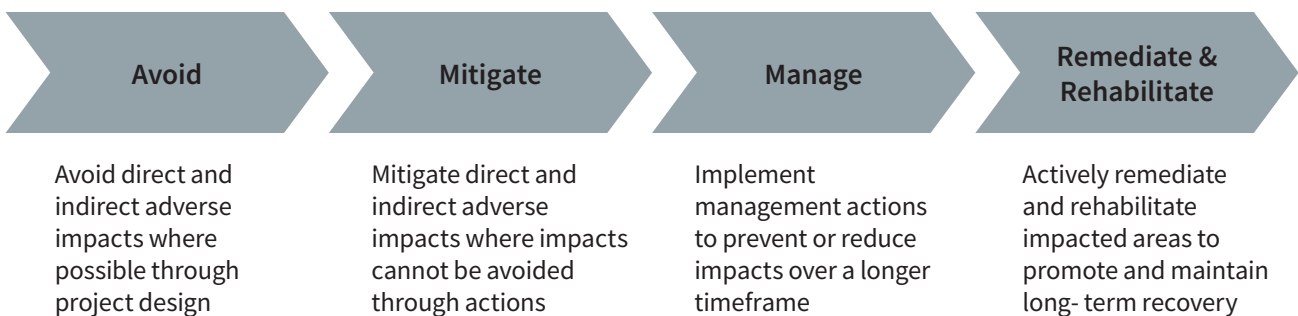 Avoid
Mitigate
Manage
Remediate &
Rehabilitate
Avoid direct and
indirect adverse
impacts where
possible through
project design
Mitigate direct and
indirect adverse
impacts where impacts
cannot be avoided
through actions
Implement
management actions
to prevent or reduce
impacts over a longer
timeframe
Actively remediate
and rehabilitate
impacted areas to
promote and maintain
long- term recovery